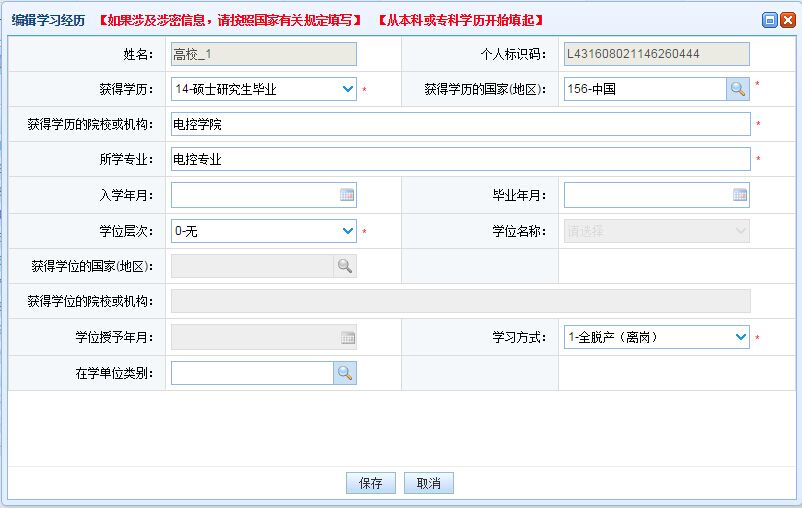 编辑学习经历 【如果涉及涉密信息，请按照国家有关规定填写】 【从本科或专科学历开始填起】
姓名： 高校_1 个人标识码： L431608021146260444
获得学历： 14-硕士研究生毕业 * 获得学历的国家(地区)： 156-中国 *
获得学历的院校或机构： 电控学院 *
所学专业： 电控专业 *
入学年月： 毕业年月：
学位层次： 0-无 * 学位名称： 请选择
获得学位的国家(地区)：
获得学位的院校或机构：
学位授予年月： 学习方式： 1-全脱产（离岗） *
在学单位类别：
保存 取消